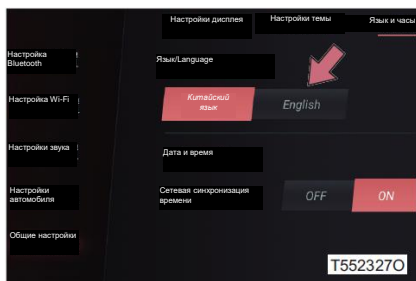 Настройки дисплея
Настройки темы
Язык и часы
Настройка
Bluetooth
Язык/Language
Китайский
язык
English
Настройка Wi-Fi
Настройки звука
Дата и время
Настройки
автомобиля
Сетевая синхронизация
времени
OFF
ON
Общие настройки
T552327O